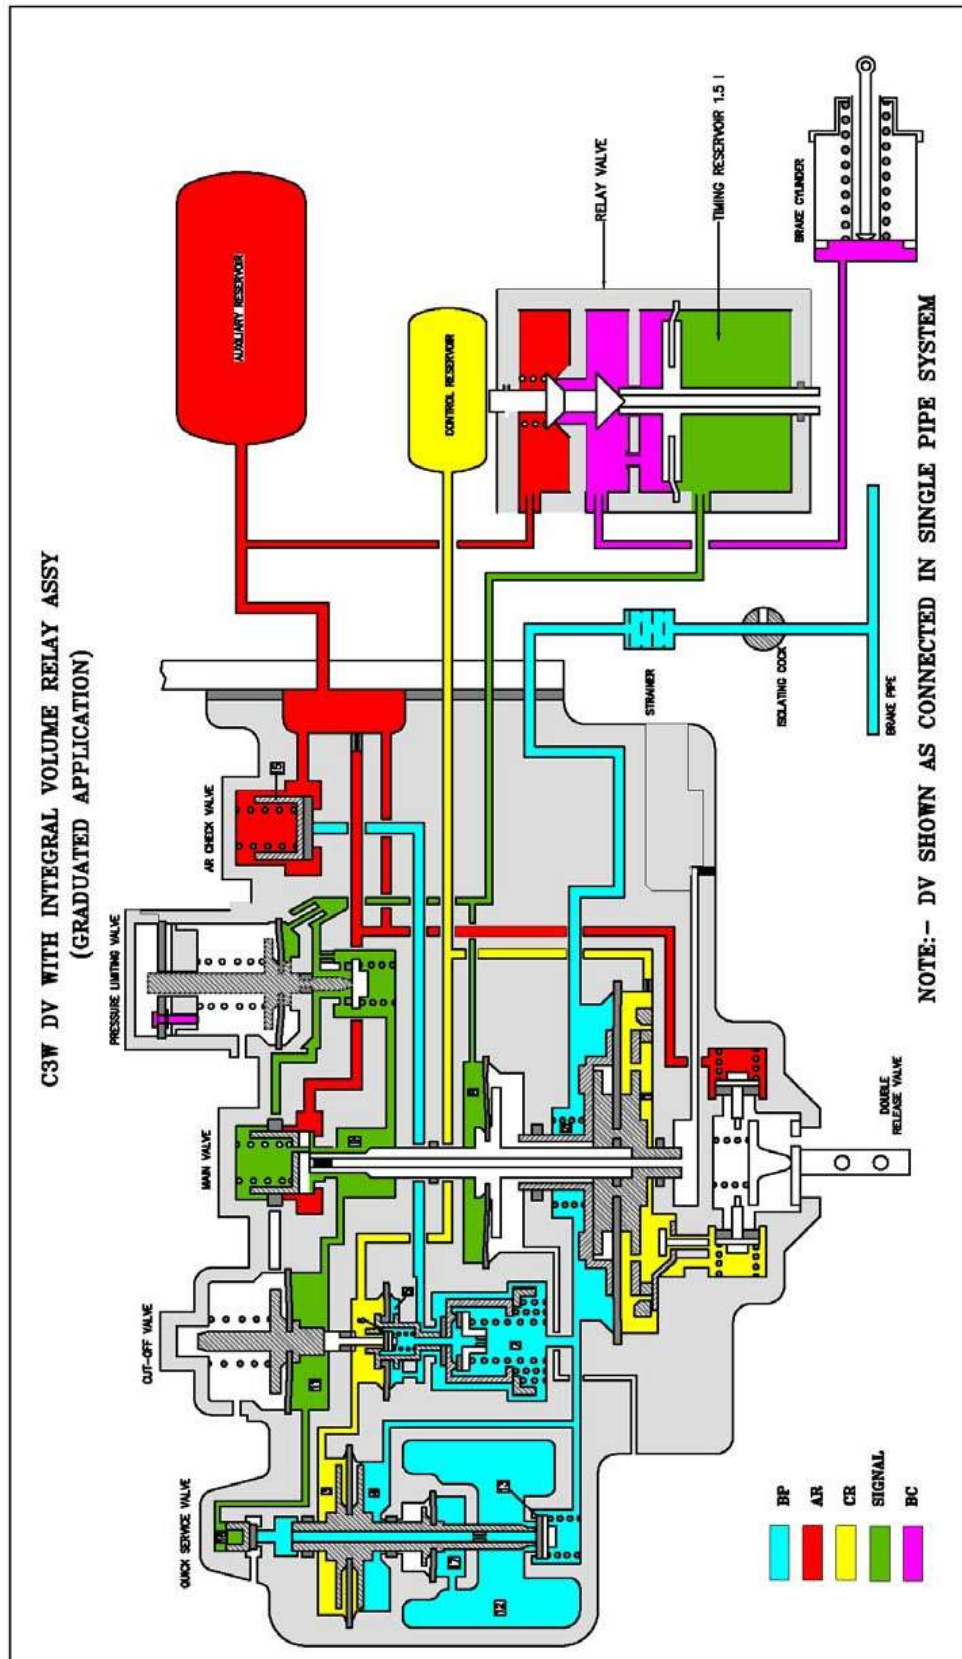 C3W DV WITH INTEGRAL VOLUME RELAY ASSY
(GRADUATED APPLICATION)
AUXILIARY RESERVOIR
CONTROL RESERVOIR
RELAY VALVE
TIMING RESERVOIR 1.5 l
BRAKE CYLINDER
AR CHECK VALVE
15
PRESSURE LIMITING VALVE
MAIN VALVE
CUT-OFF VALVE
11
QUICK SERVICE VALVE
STRAINER
ISOLATING COCK
BRAKE PIPE
DOUBLE
RELEASE VALVE
BP
AR
CR
SIGNAL
BC
NOTE:- DV SHOWN AS CONNECTED IN SINGLE PIPE SYSTEM